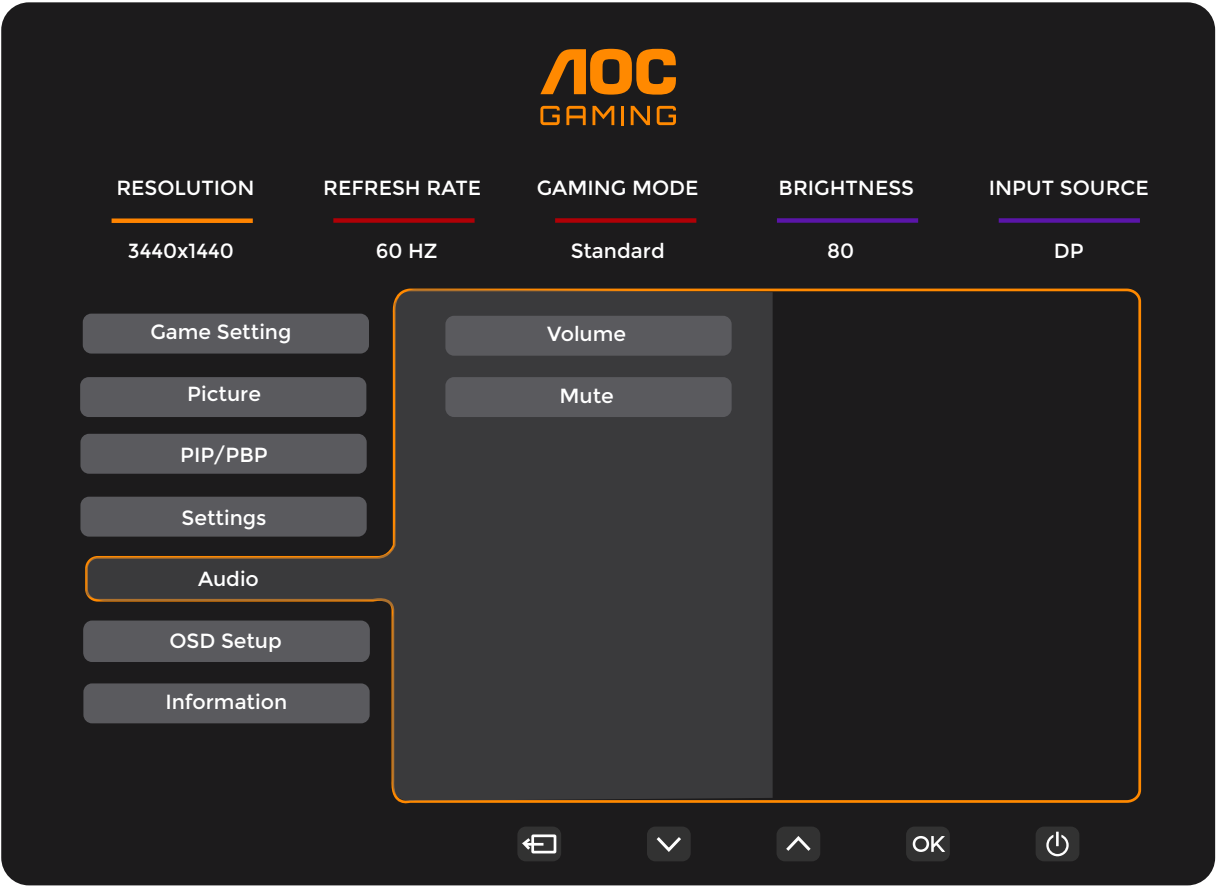 AOC
GAMING
RESOLUTION REFRESH RATE GAMING MODE BRIGHTNESS INPUT SOURCE
3440x1440 60 HZ Standard 80 DP
Game Setting
Picture
PIP/PBP
Settings
Audio
OSD Setup
Information
Volume
Mute
OK